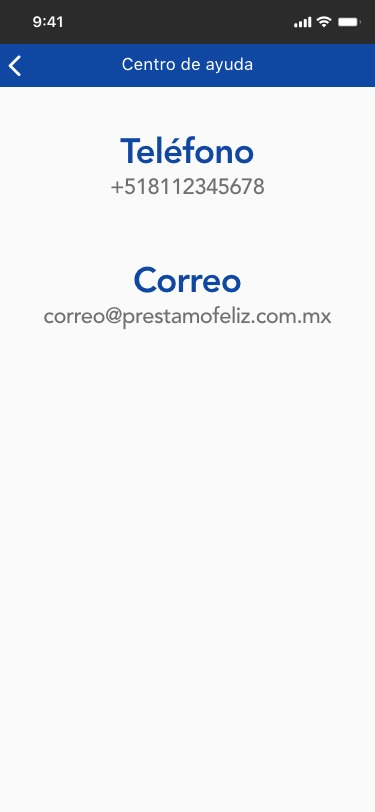 9:41
Centro de ayuda
Teléfono
+518112345678
Correo
correo@prestamofeliz.com.mx